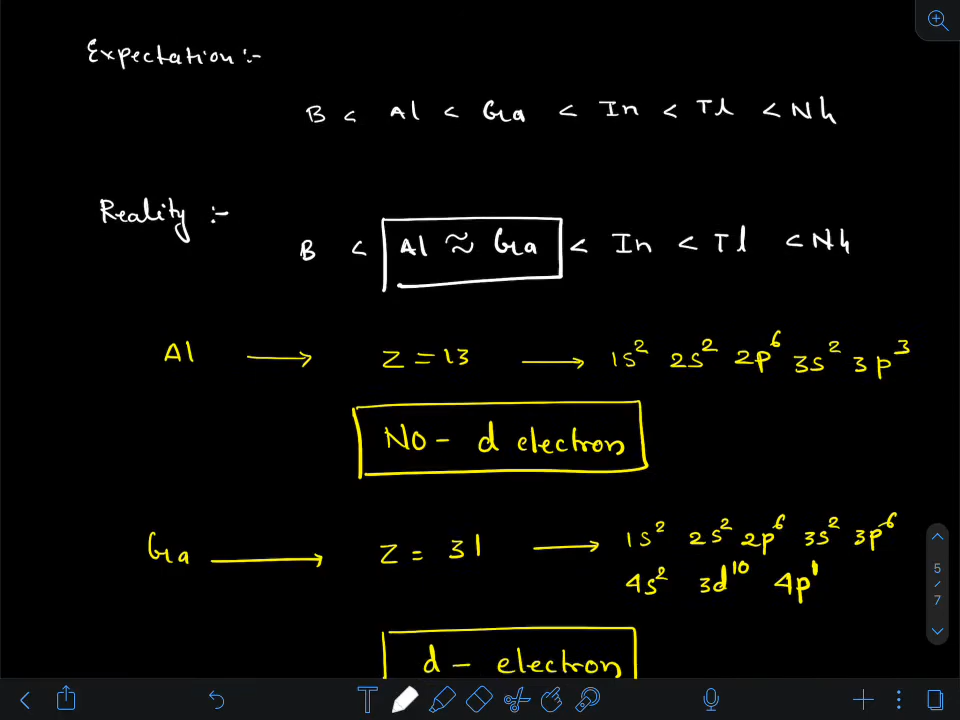 Expectation :-
B < Al < Ga < In < Tl < Nh
Reality :-
B < Al ≈ Ga < In < Tl < Nh
Al → Z = 13 → 1s² 2s² 2p⁶ 3s² 3p³
NO - d electron
Ga → Z = 31 → 1s² 2s² 2p⁶ 3s² 3p⁶
4s² 3d¹⁰ 4p¹
d - electron
5
/
7